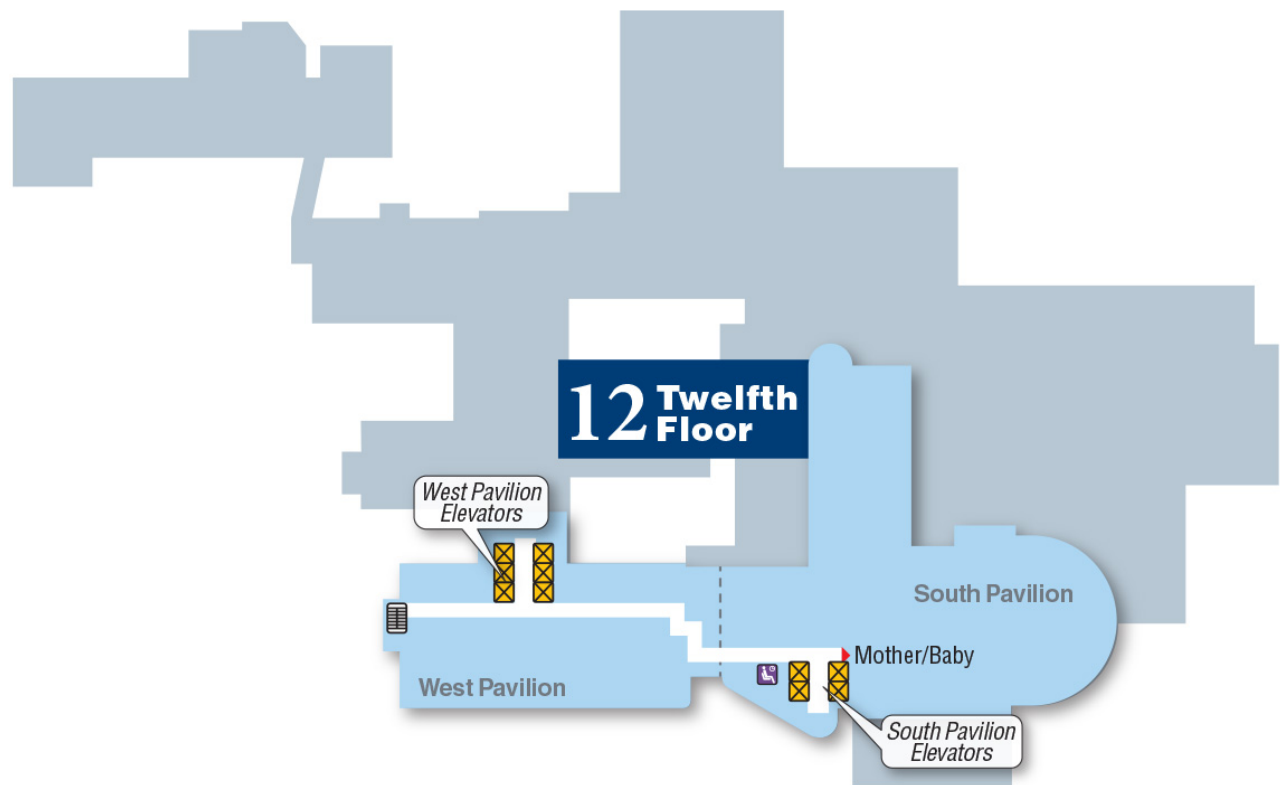 12 Twelfth
Floor
West Pavilion
Elevators
South Pavilion
Mother/Baby
West Pavilion
South Pavilion
Elevators